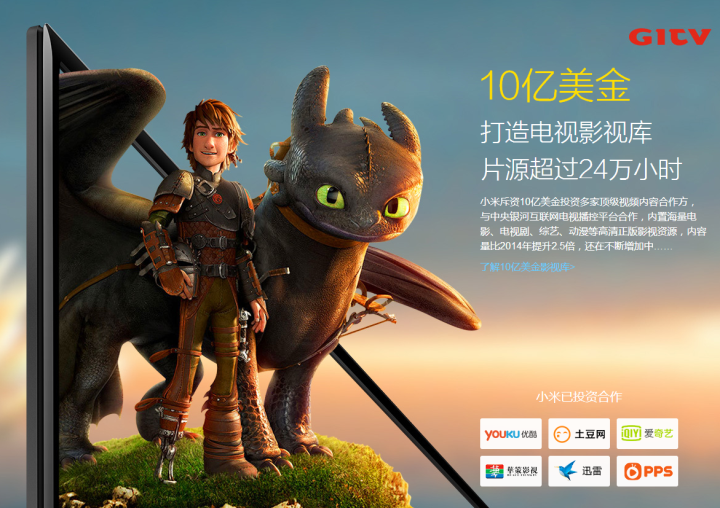 GITV
10亿美金
打造电视影视库
片源超过24万小时
小米斥资10亿美金投资多家顶级视频内容合作方，
与中央银河互联网电视播控平台合作，内置海量电
影、电视剧、综艺、动漫等高清正版影视资源，内容
量比2014年提升2.5倍，还在不断增加中……
了解10亿美金影视库>
小米已投资合作
YOUKU优酷
土豆网
iQIYI 爱奇艺
华策影视
迅雷
PPS